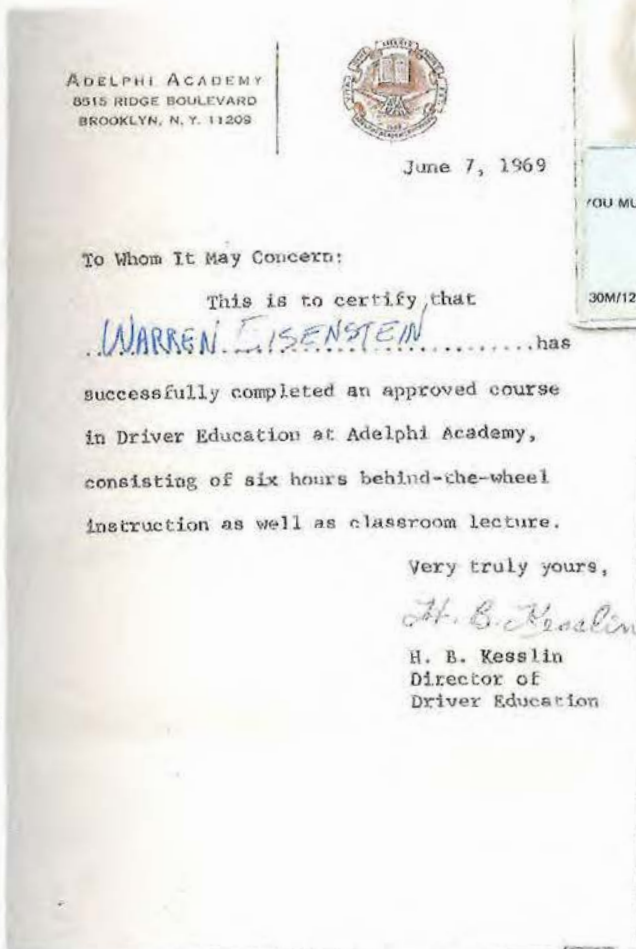 ADELPHI ACADEMY
8515 RIDGE BOULEVARD
BROOKLYN, N. Y. 11209
June 7, 1969
YOU MU
30M/12
To Whom It May Concern:
This is to certify that
WARREN EISENSTEIN has
successfully completed an approved course
in Driver Education at Adelphi Academy,
consisting of six hours behind-the-wheel
instruction as well as classroom lecture.
Very truly yours,
H. B. Kesslin
H. B. Kesslin
Director of
Driver Education